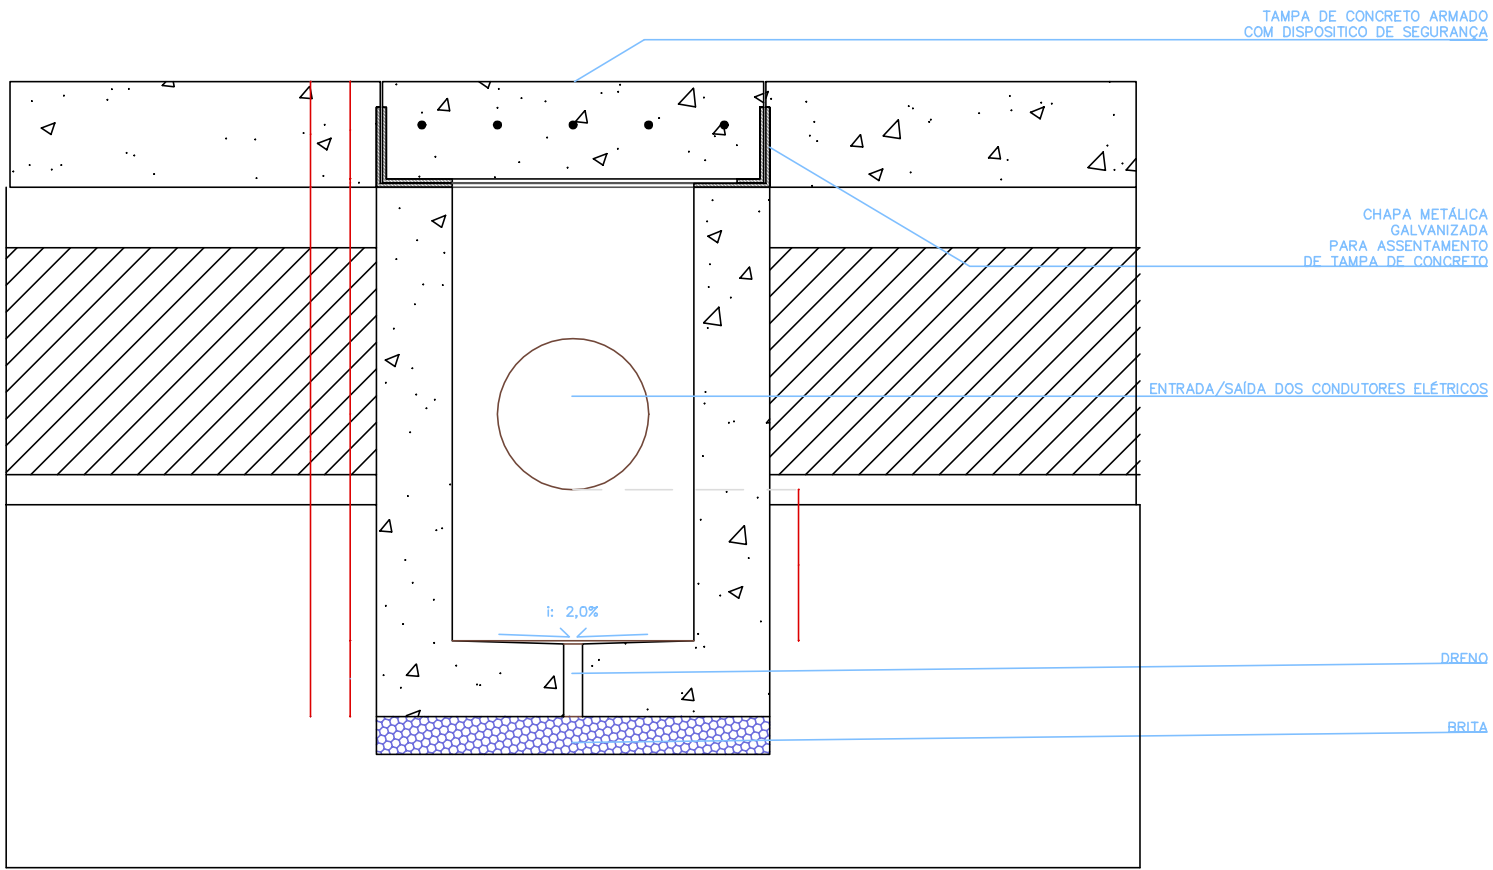 TAMPA DE CONCRETO ARMADO
COM DISPOSITICO DE SEGURANÇA
CHAPA METÁLICA
GALVANIZADA
PARA ASSENTAMENTO
DE TAMPA DE CONCRETO
ENTRADA/SAÍDA DOS CONDUTORES ELÉTRICOS
i: 2,0%
DRENO
BRITA